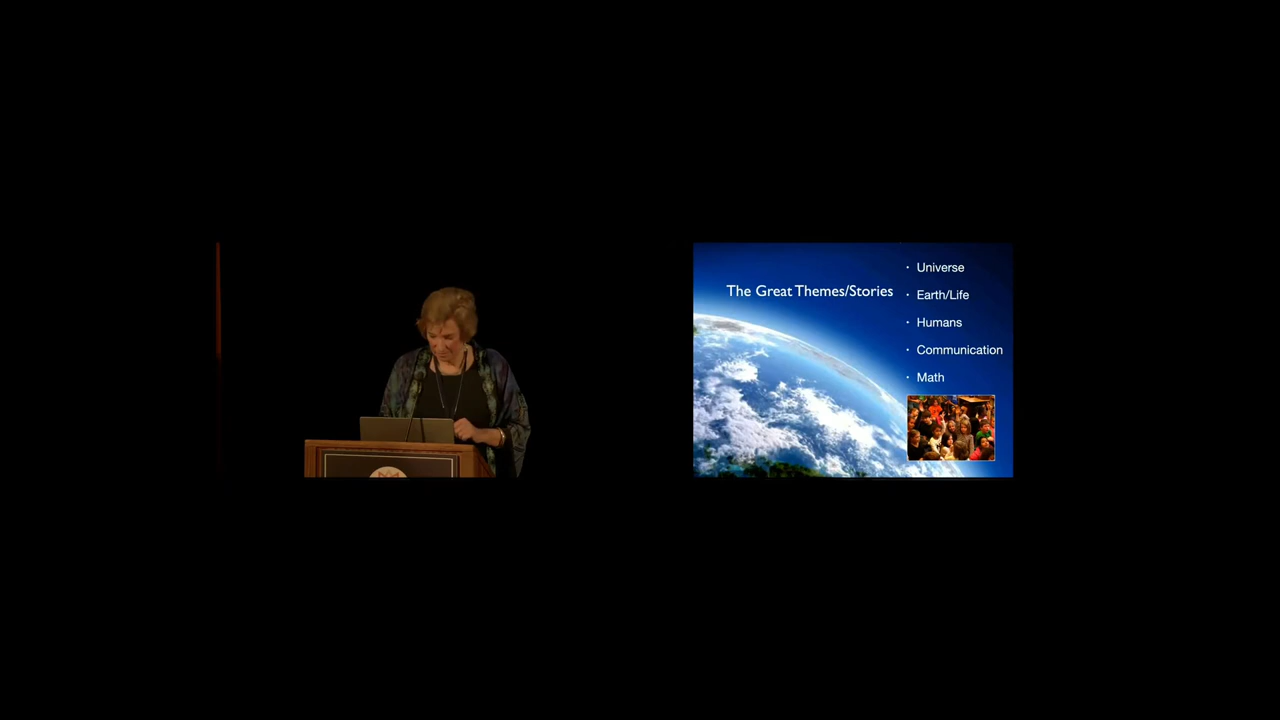 The Great Themes/Stories
• Universe
• Earth/Life
• Humans
• Communication
• Math